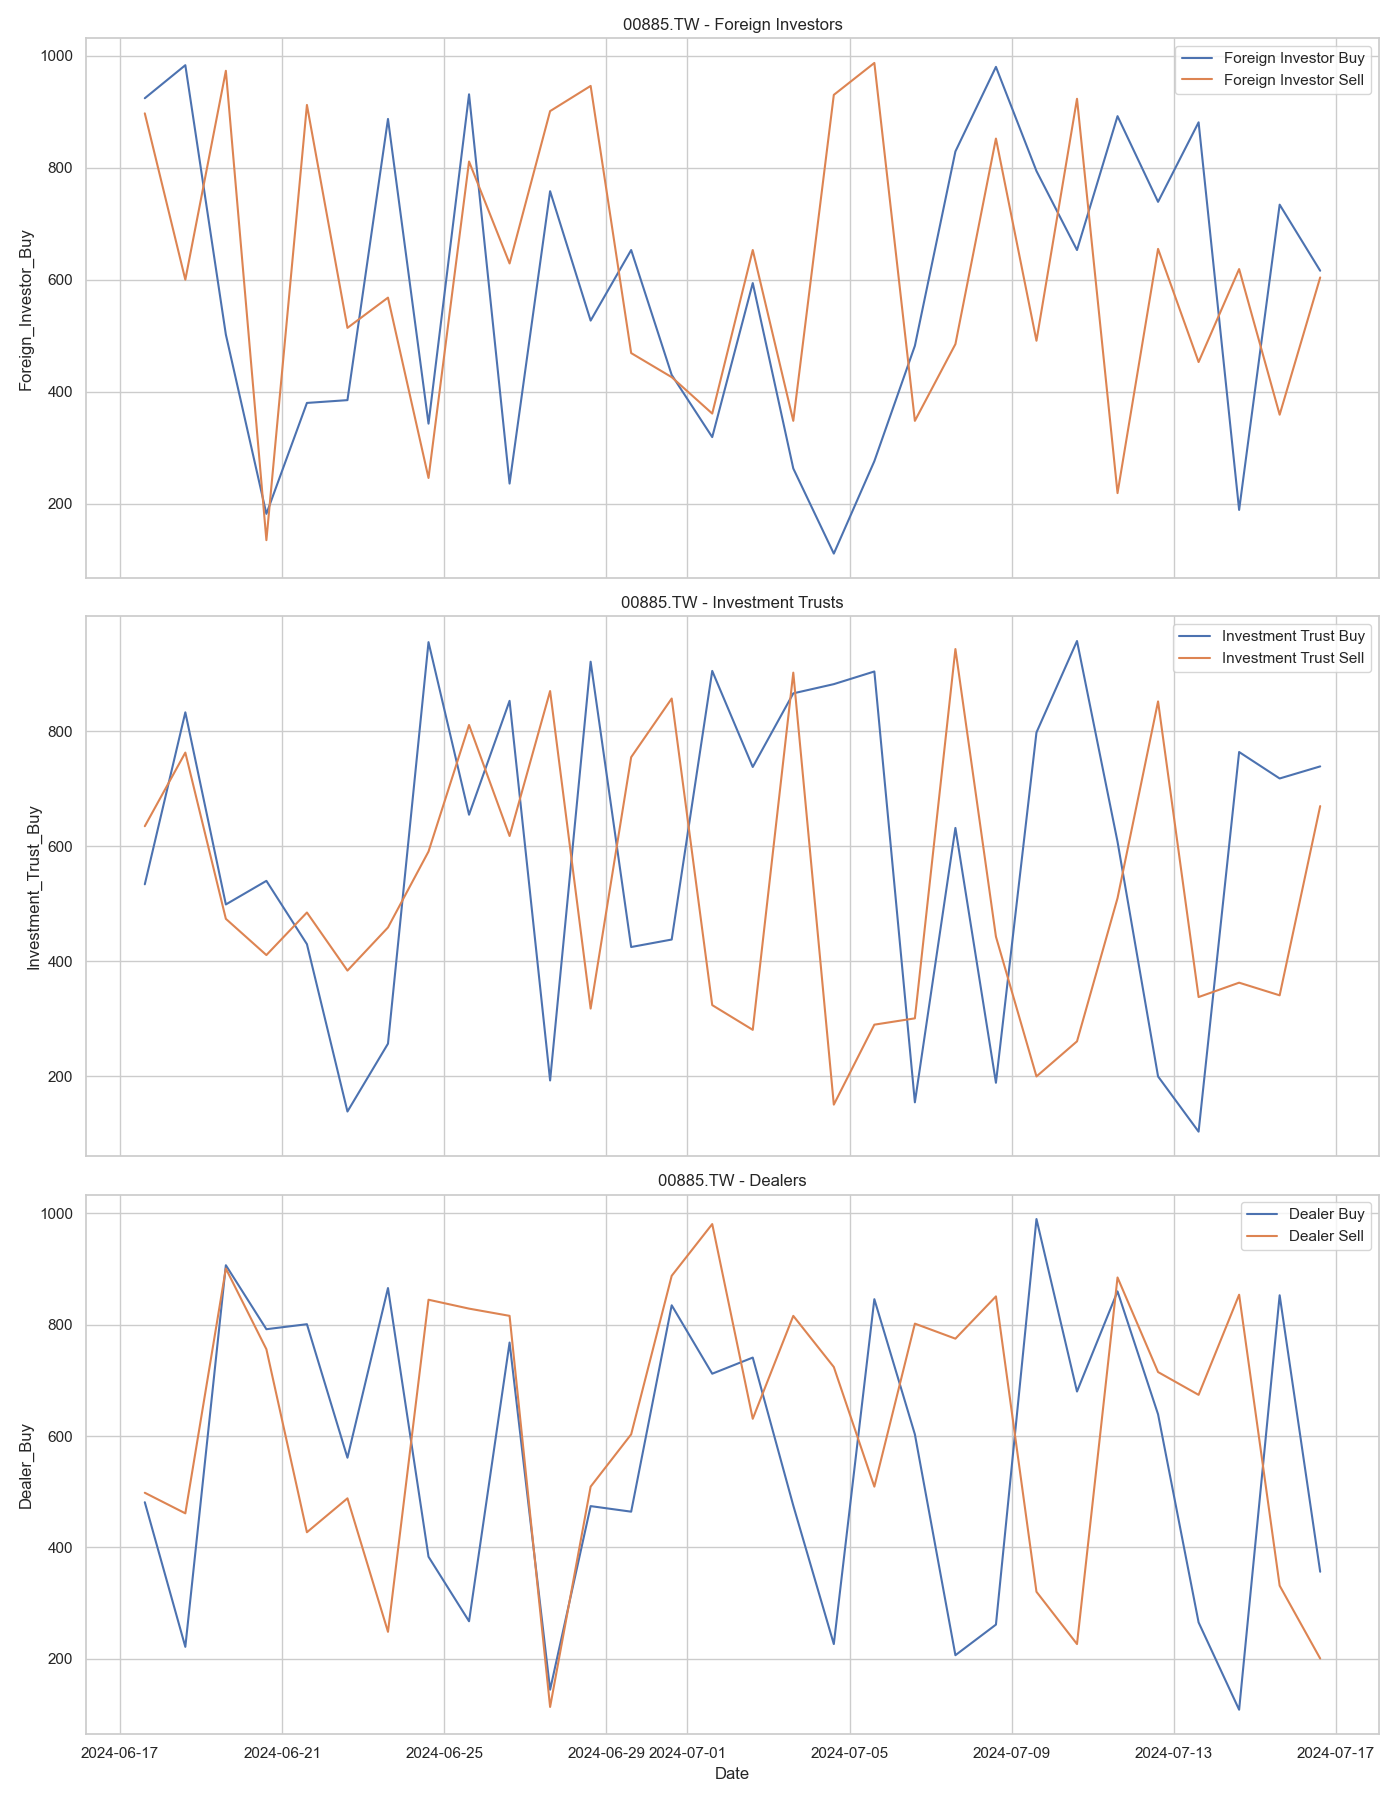 00885.TW - Foreign Investors
Foreign Investor Buy
Foreign Investor Sell
Foreign_Investor_Buy
1000
800
600
400
200
00885.TW - Investment Trusts
Investment Trust Buy
Investment Trust Sell
Investment_Trust_Buy
800
600
400
200
00885.TW - Dealers
Dealer Buy
Dealer Sell
Dealer_Buy
1000
800
600
400
200
2024-06-17 2024-06-21 2024-06-25 2024-06-29 2024-07-01 2024-07-05 2024-07-09 2024-07-13 2024-07-17
Date